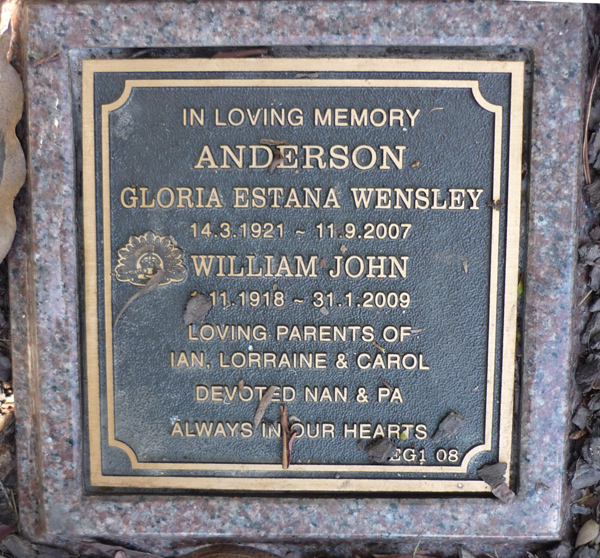 IN LOVING MEMORY
ANDERSON
GLORIA ESTANA WENSLEY
14.3.1921 ~ 11.9.2007
WILLIAM JOHN
.11.1918 ~ 31.1.2009
LOVING PARENTS OF
IAN, LORRAINE & CAROL
DEVOTED NAN & PA
ALWAYS IN OUR HEARTS
EG1 08